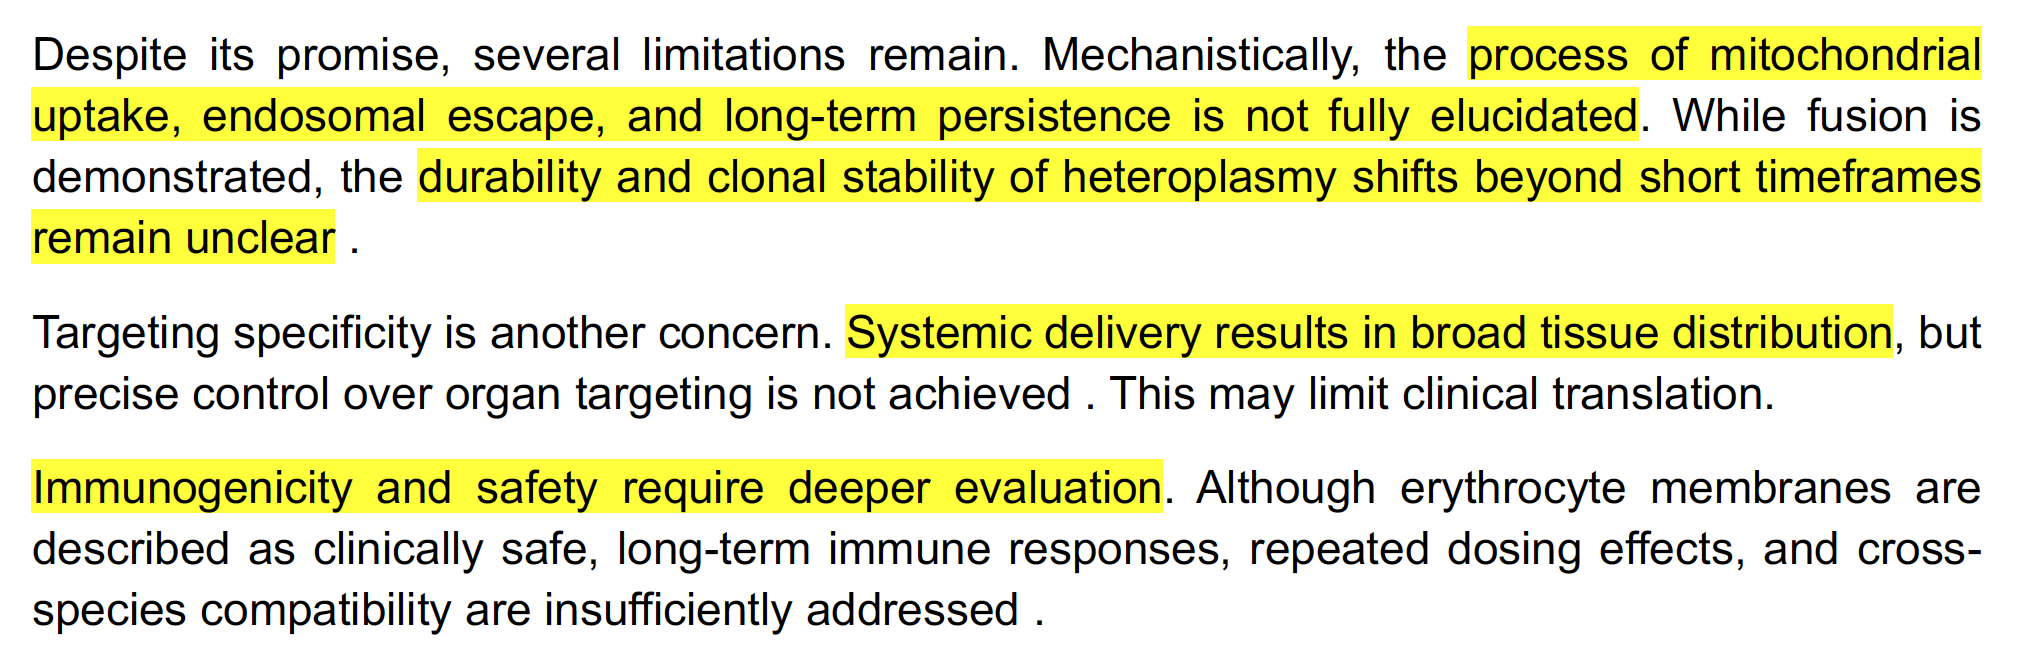 Despite its promise, several limitations remain. Mechanistically, the process of mitochondrial
uptake, endosomal escape, and long-term persistence is not fully elucidated. While fusion is
demonstrated, the durability and clonal stability of heteroplasmy shifts beyond short timeframes
remain unclear .
Targeting specificity is another concern. Systemic delivery results in broad tissue distribution, but
precise control over organ targeting is not achieved . This may limit clinical translation.
Immunogenicity and safety require deeper evaluation. Although erythrocyte membranes are
described as clinically safe, long-term immune responses, repeated dosing effects, and cross-
species compatibility are insufficiently addressed .